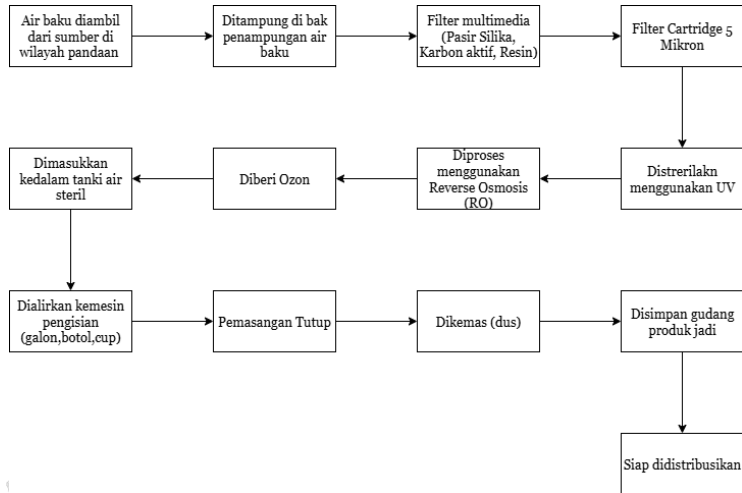 Air baku diambil
dari sumber di
wilayah pandaan
Ditampung di bak
penampungan air
baku
Filter multimedia
(Pasir Silika,
Karbon aktif, Resin)
Filter Cartridge 5
Mikron
Distrerilakn
menggunakan UV
Diproses
menggunakan
Reverse Osmosis
(RO)
Diberi Ozon
Dimasukkan
kedalam tanki air
steril
Dialirkan kemesin
pengisian
(galon,botol,cup)
Pemasangan Tutup
Dikemas (dus)
Disimpan gudang
produk jadi
Siap didistribusikan